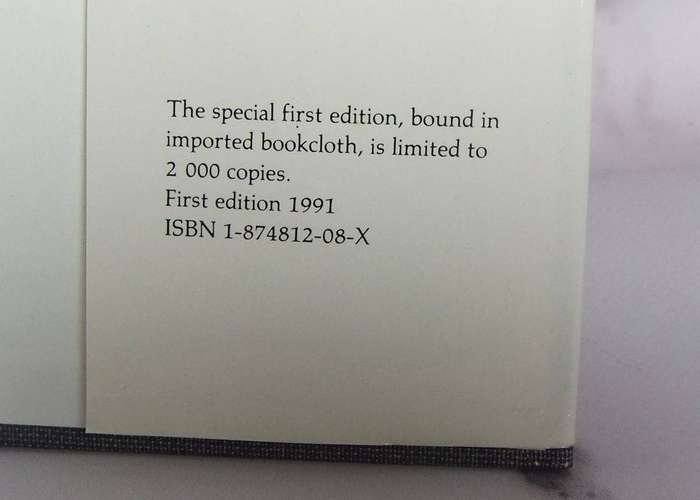 The special first edition, bound in
imported bookcloth, is limited to
2 000 copies.
First edition 1991
ISBN 1-874812-08-X